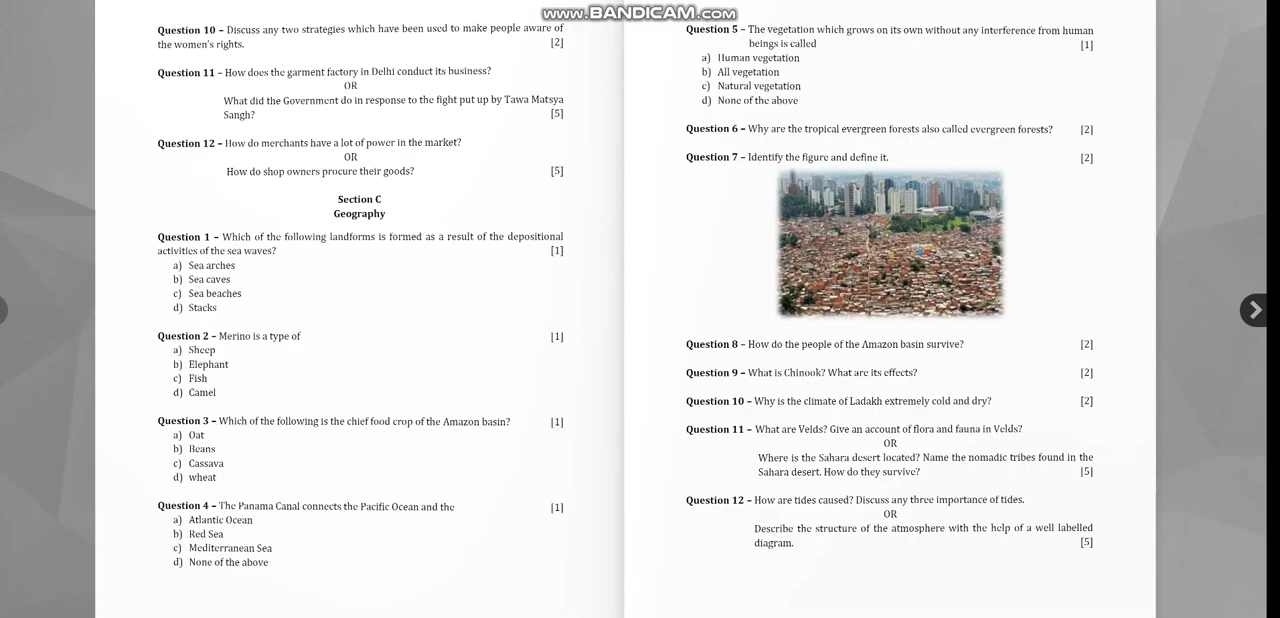 www.BANDICAM.com
Question 10 – Discuss any two strategies which have been used to make people aware of
the women's rights. [2]
Question 11 – How does the garment factory in Delhi conduct its business?
OR
What did the Government do in response to the fight put up by Tawa Matsya
Sangh? [5]
Question 12 – How do merchants have a lot of power in the market?
OR
How do shop owners procure their goods? [5]
Section C
Geography
Question 1 – Which of the following landforms is formed as a result of the depositional
activities of the sea waves? [1]
a) Sea arches
b) Sea caves
c) Sea beaches
d) Stacks
Question 2 – Merino is a type of [1]
a) Sheep
b) Elephant
c) Fish
d) Camel
Question 3 – Which of the following is the chief food crop of the Amazon basin? [1]
a) Oat
b) Beans
c) Cassava
d) wheat
Question 4 – The Panama Canal connects the Pacific Ocean and the [1]
a) Atlantic Ocean
b) Red Sea
c) Mediterranean Sea
d) None of the above
Question 5 – The vegetation which grows on its own without any interference from human
beings is called [1]
a) Human vegetation
b) All vegetation
c) Natural vegetation
d) None of the above
Question 6 – Why are the tropical evergreen forests also called evergreen forests? [2]
Question 7 – Identify the figure and define it. [2]
Question 8 – How do the people of the Amazon basin survive? [2]
Question 9 – What is Chinook? What are its effects? [2]
Question 10 – Why is the climate of Ladakh extremely cold and dry? [2]
Question 11 – What are Velds? Give an account of flora and fauna in Velds?
OR
Where is the Sahara desert located? Name the nomadic tribes found in the
Sahara desert. How do they survive? [5]
Question 12 – How are tides caused? Discuss any three importance of tides.
OR
Describe the structure of the atmosphere with the help of a well labelled
diagram. [5]